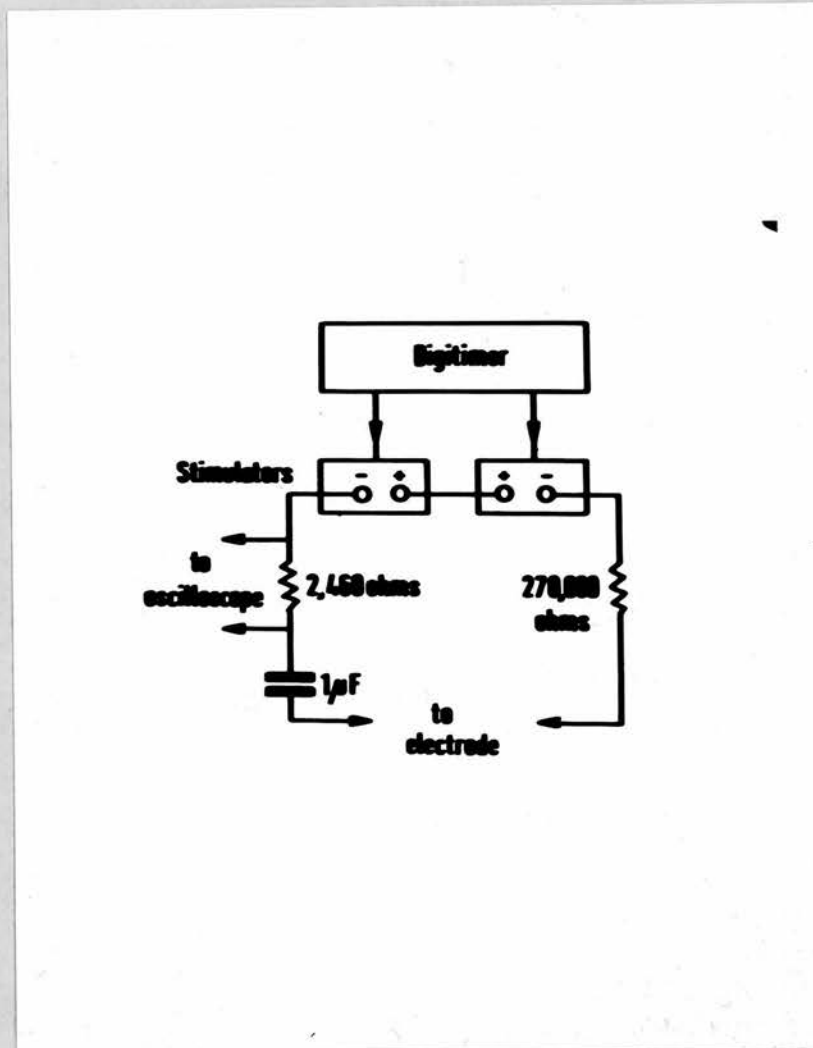 Digitimer
Stimulators
- +
+ -
to
oscilloscope
2,460 ohms
270,000
ohms
1µF
to
electrode